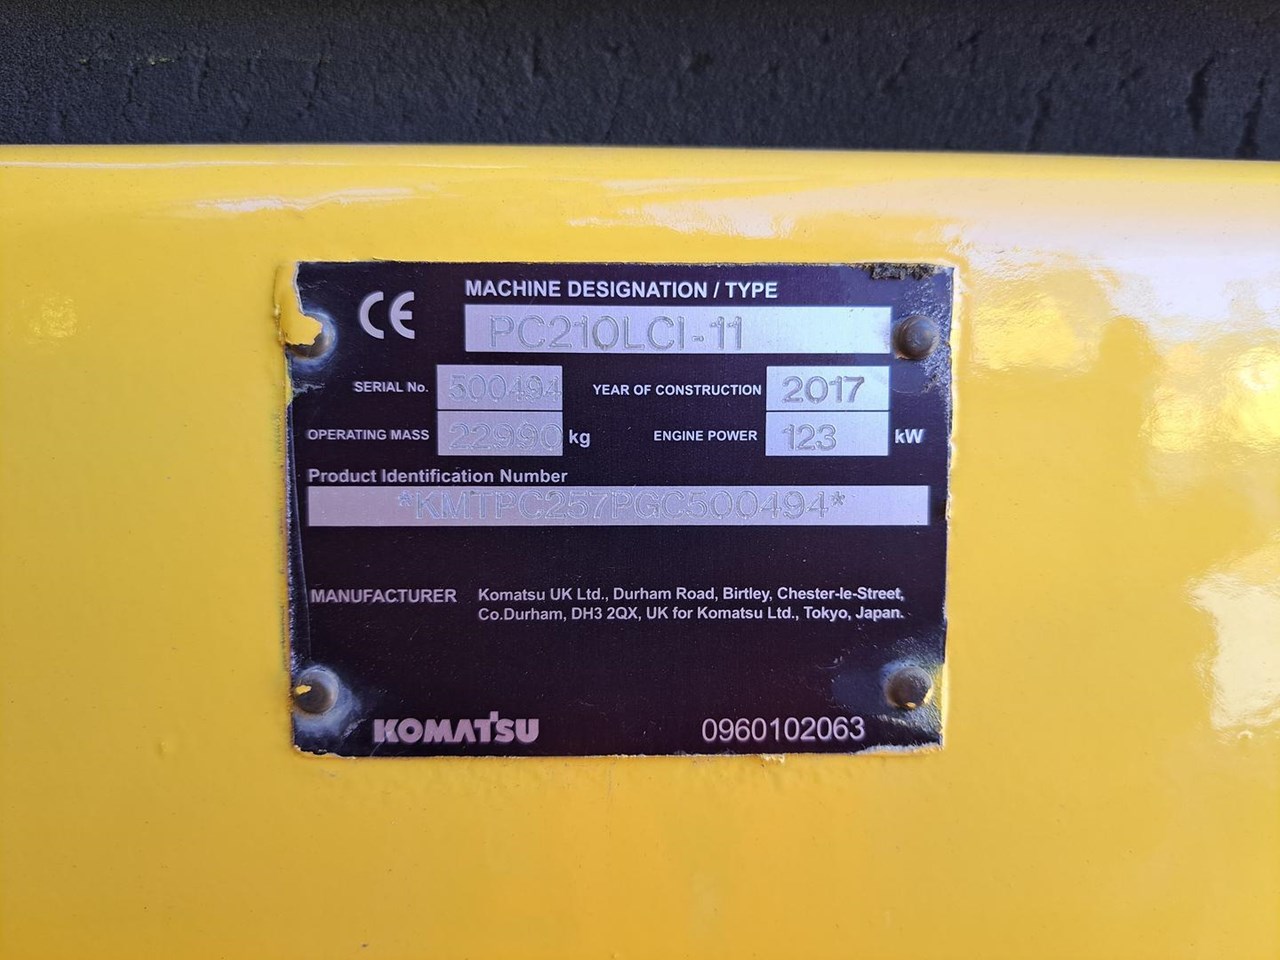 CE
MACHINE DESIGNATION / TYPE
PC210LCI-11
SERIAL No. 500494 YEAR OF CONSTRUCTION 2017
OPERATING MASS 22990 kg ENGINE POWER 123 kW
Product Identification Number
*KMTPC257PGC500494*
MANUFACTURER Komatsu UK Ltd., Durham Road, Birtley, Chester-le-Street,
Co.Durham, DH3 2QX, UK for Komatsu Ltd., Tokyo, Japan.
KOMATSU 0960102063